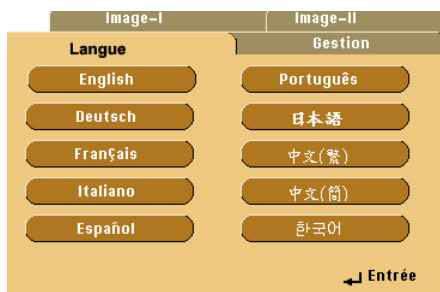 Image-I Image-II
Langue Gestion
English Português
Deutsch 日本語
Français 中文(繁)
Italiano 中文(简)
Español 한국어
Entrée